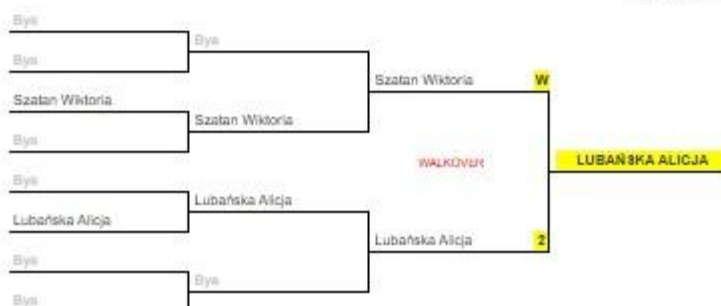 Bye
Bye
Bye
Szatan Wiktoria W
Bye
Szatan Wiktoria
Szatan Wiktoria
Bye
WALKOVER
LUBAŃSKA ALICJA
Bye
Lubańska Alicja
Lubańska Alicja
Lubańska Alicja 2
Bye
Bye
Bye